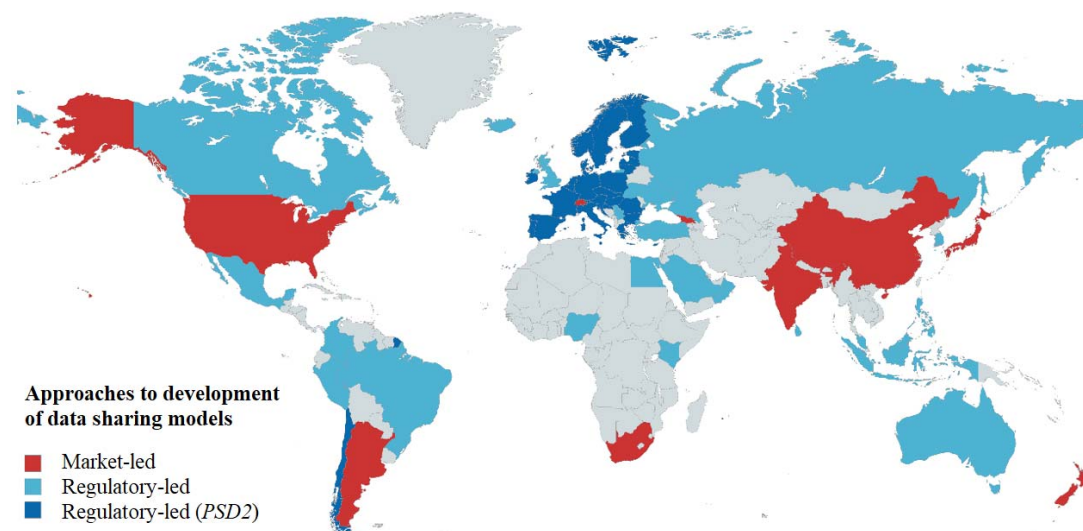 Approaches to development
of data sharing models
Market-led
Regulatory-led
Regulatory-led (PSD2)